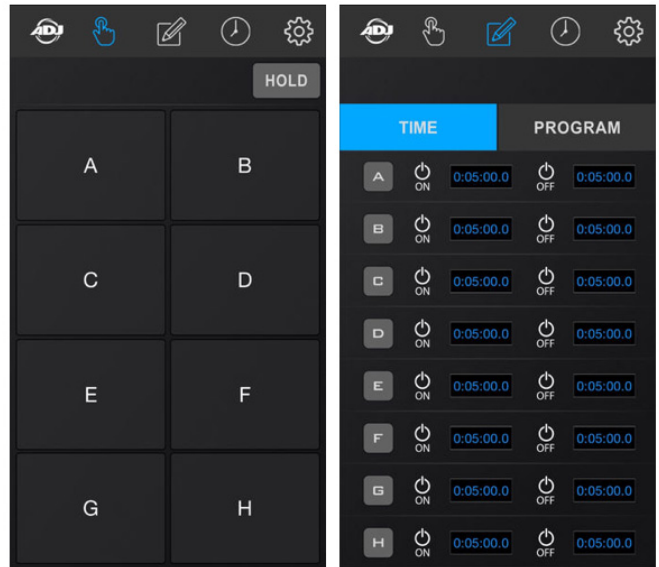 ADJ
HOLD
A B
C D
E F
G H
ADJ
TIME PROGRAM
A ON 0:05:00.0 OFF 0:05:00.0
B ON 0:05:00.0 OFF 0:05:00.0
C ON 0:05:00.0 OFF 0:05:00.0
D ON 0:05:00.0 OFF 0:05:00.0
E ON 0:05:00.0 OFF 0:05:00.0
F ON 0:05:00.0 OFF 0:05:00.0
G ON 0:05:00.0 OFF 0:05:00.0
H ON 0:05:00.0 OFF 0:05:00.0